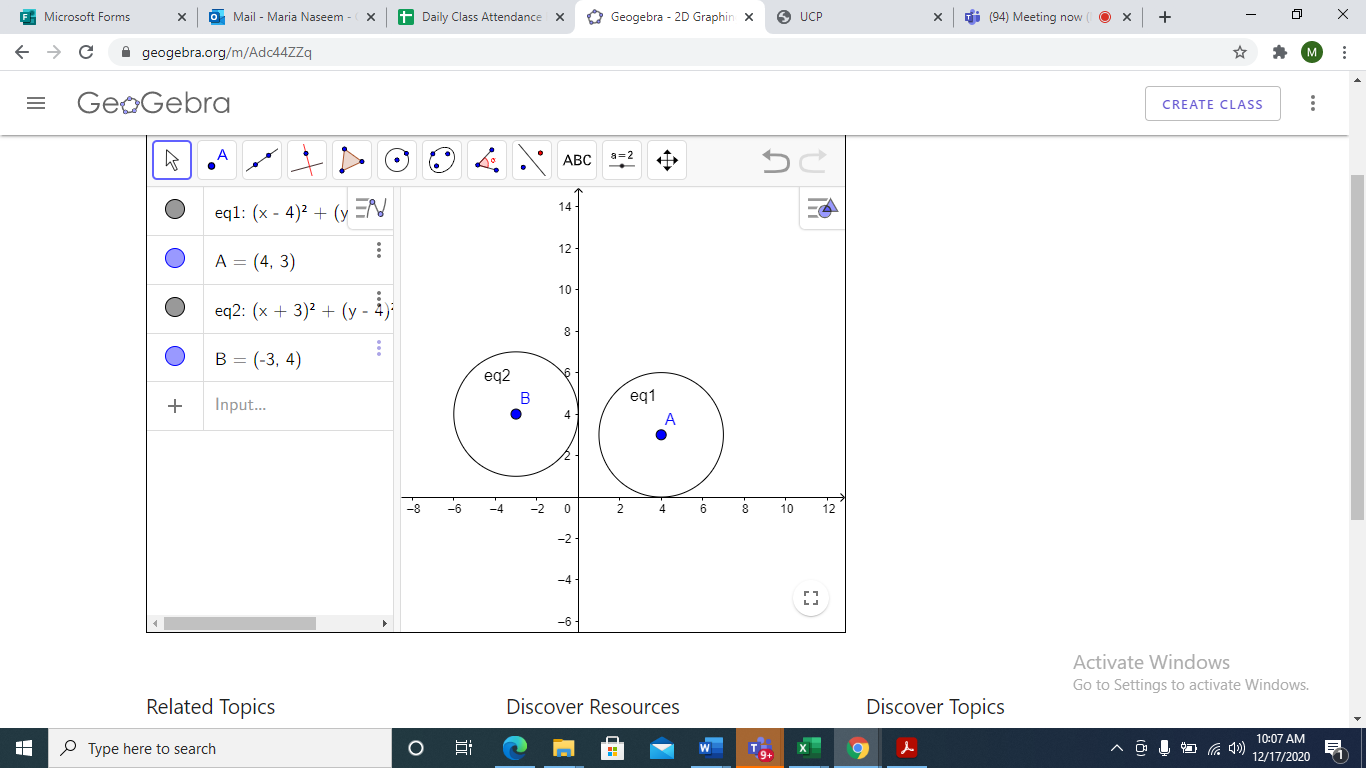 Microsoft Forms
Mail - Maria Naseem -
Daily Class Attendance
Geogebra - 2D Graphin
UCP
(94) Meeting now (
geogebra.org/m/Adc44ZZq
M
GeoGebra
CREATE CLASS
A
ABC
a=2
eq1: (x - 4)² + (y
A = (4, 3)
eq2: (x + 3)² + (y - 4)²
B = (-3, 4)
Input...
14
12
10
8
6
4
2
eq2
B
eq1
A
–8 –6 –4 –2 0 2 4 6 8 10 12
–2
–4
–6
Activate Windows
Go to Settings to activate Windows.
Related Topics Discover Resources Discover Topics
Type here to search
9+
10:07 AM
12/17/2020
1